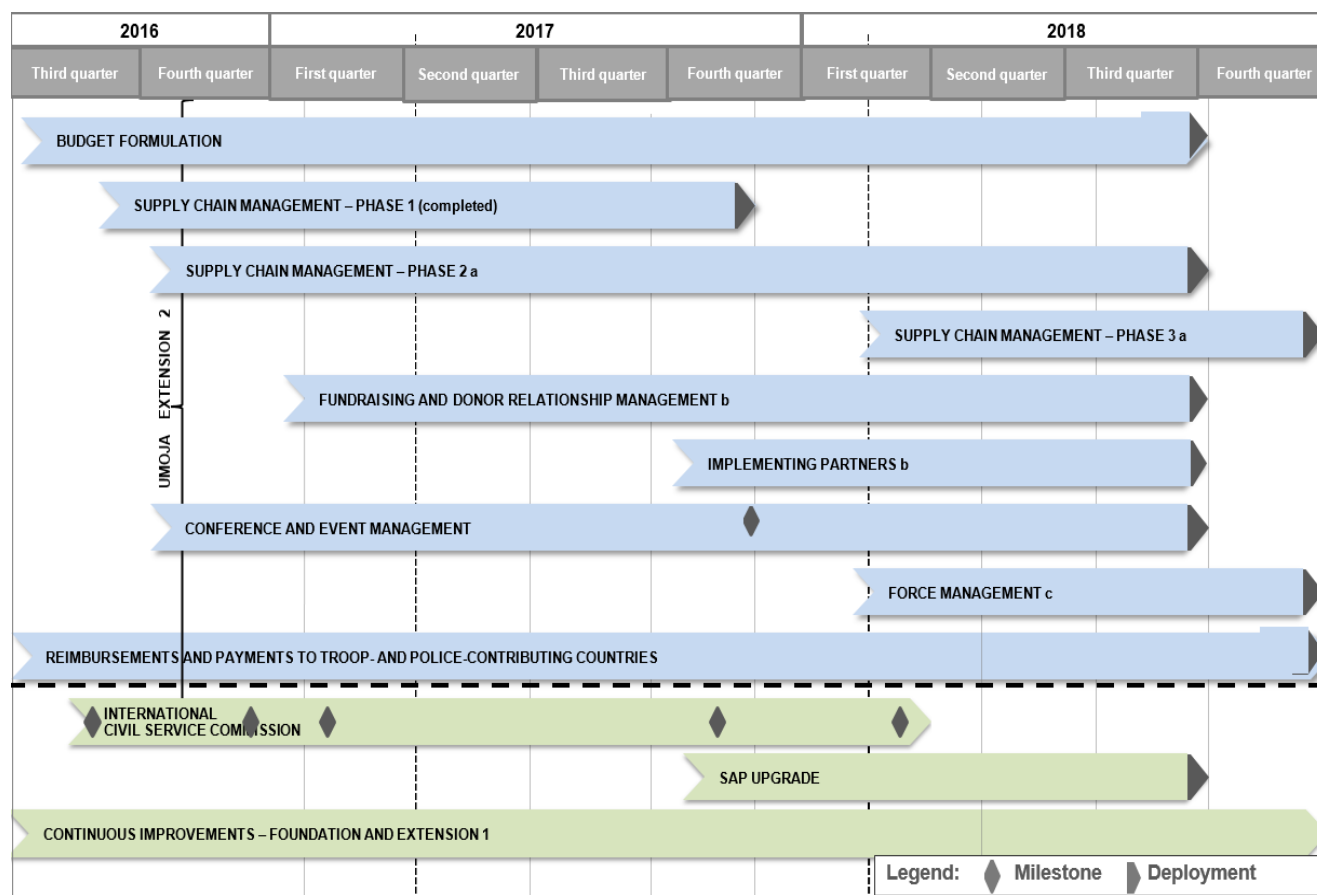 2016 2017 2018
Third quarter Fourth quarter First quarter Second quarter Third quarter Fourth quarter First quarter Second quarter Third quarter Fourth quarter
BUDGET FORMULATION
SUPPLY CHAIN MANAGEMENT – PHASE 1 (completed)
SUPPLY CHAIN MANAGEMENT – PHASE 2 a
SUPPLY CHAIN MANAGEMENT – PHASE 3 a
UMOJA EXTENSION 2
FUNDRAISING AND DONOR RELATIONSHIP MANAGEMENT b
IMPLEMENTING PARTNERS b
CONFERENCE AND EVENT MANAGEMENT
FORCE MANAGEMENT c
REIMBURSEMENTS AND PAYMENTS TO TROOP- AND POLICE-CONTRIBUTING COUNTRIES
INTERNATIONAL
CIVIL SERVICE COMMISSION
SAP UPGRADE
CONTINUOUS IMPROVEMENTS – FOUNDATION AND EXTENSION 1
Legend: Milestone Deployment